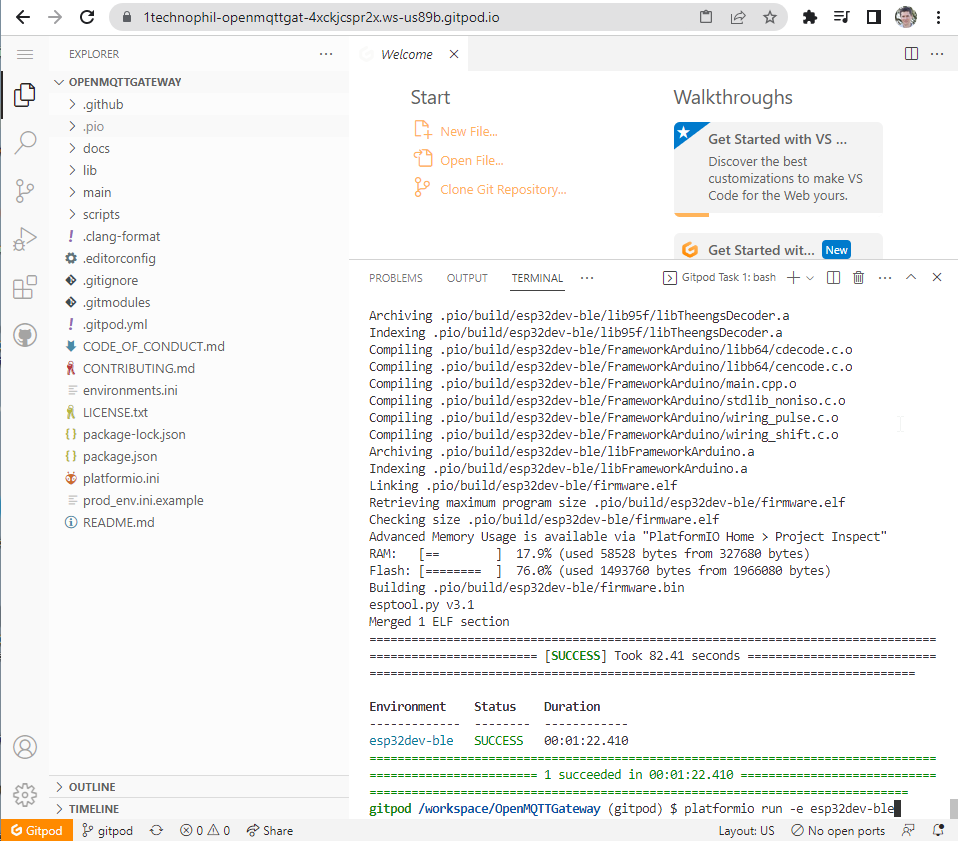 1technophil-openmqttgat-4xckjcspr2x.ws-us89b.gitpod.io
EXPLORER
OPENMQTTGATEWAY
.github
.pio
docs
lib
main
scripts
.clang-format
.editorconfig
.gitignore
.gitmodules
.gitpod.yml
CODE_OF_CONDUCT.md
CONTRIBUTING.md
environments.ini
LICENSE.txt
package-lock.json
package.json
platformio.ini
prod_env.ini.example
README.md
OUTLINE
TIMELINE
Welcome
Start
New File...
Open File...
Clone Git Repository...
Walkthroughs
Get Started with VS ...
Discover the best
customizations to make VS
Code for the Web yours.
Get Started wit... New
PROBLEMS OUTPUT TERMINAL ... Gitpod Task 1: bash
Archiving .pio/build/esp32dev-ble/lib95f/libTheengsDecoder.a
Indexing .pio/build/esp32dev-ble/lib95f/libTheengsDecoder.a
Compiling .pio/build/esp32dev-ble/FrameworkArduino/libb64/cdecode.c.o
Compiling .pio/build/esp32dev-ble/FrameworkArduino/libb64/cencode.c.o
Compiling .pio/build/esp32dev-ble/FrameworkArduino/main.cpp.o
Compiling .pio/build/esp32dev-ble/FrameworkArduino/stdlib_noniso.c.o
Compiling .pio/build/esp32dev-ble/FrameworkArduino/wiring_pulse.c.o
Compiling .pio/build/esp32dev-ble/FrameworkArduino/wiring_shift.c.o
Archiving .pio/build/esp32dev-ble/libFrameworkArduino.a
Indexing .pio/build/esp32dev-ble/libFrameworkArduino.a
Linking .pio/build/esp32dev-ble/firmware.elf
Retrieving maximum program size .pio/build/esp32dev-ble/firmware.elf
Checking size .pio/build/esp32dev-ble/firmware.elf
Advanced Memory Usage is available via "PlatformIO Home > Project Inspect"
RAM:   [==        ]  17.9% (used 58528 bytes from 327680 bytes)
Flash: [========  ]  76.0% (used 1493760 bytes from 1966080 bytes)
Building .pio/build/esp32dev-ble/firmware.bin
esptool.py v3.1
Merged 1 ELF section
=================================================================================
======================== [SUCCESS] Took 82.41 seconds ===========================
==============================================================================
Environment    Status    Duration
-------------  --------  ------------
esp32dev-ble   SUCCESS   00:01:22.410
=================================================================================
======================== 1 succeeded in 00:01:22.410 ============================
=============================================================================
gitpod /workspace/OpenMQTTGateway (gitpod) $ platformio run -e esp32dev-ble
Gitpod gitpod 0 0 Share Layout: US No open ports